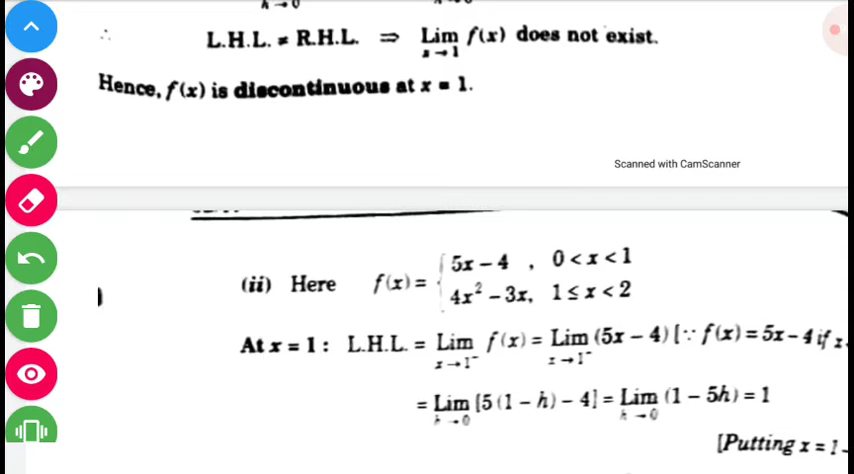 h→0
∴ L.H.L. ≠ R.H.L. ⇒ Lim f(x) does not exist.
x→1
Hence, f(x) is discontinuous at x = 1.
Scanned with CamScanner
(ii) Here f(x) = { 5x – 4 , 0 < x < 1
4x² – 3x, 1 ≤ x < 2
At x = 1 : L.H.L. = Lim f(x) = Lim (5x – 4) [∵ f(x) = 5x – 4 if x
x→1⁻ x→1⁻
= Lim [5 (1 – h) – 4] = Lim (1 – 5h) = 1
h→0 h→0
[Putting x = 1 -